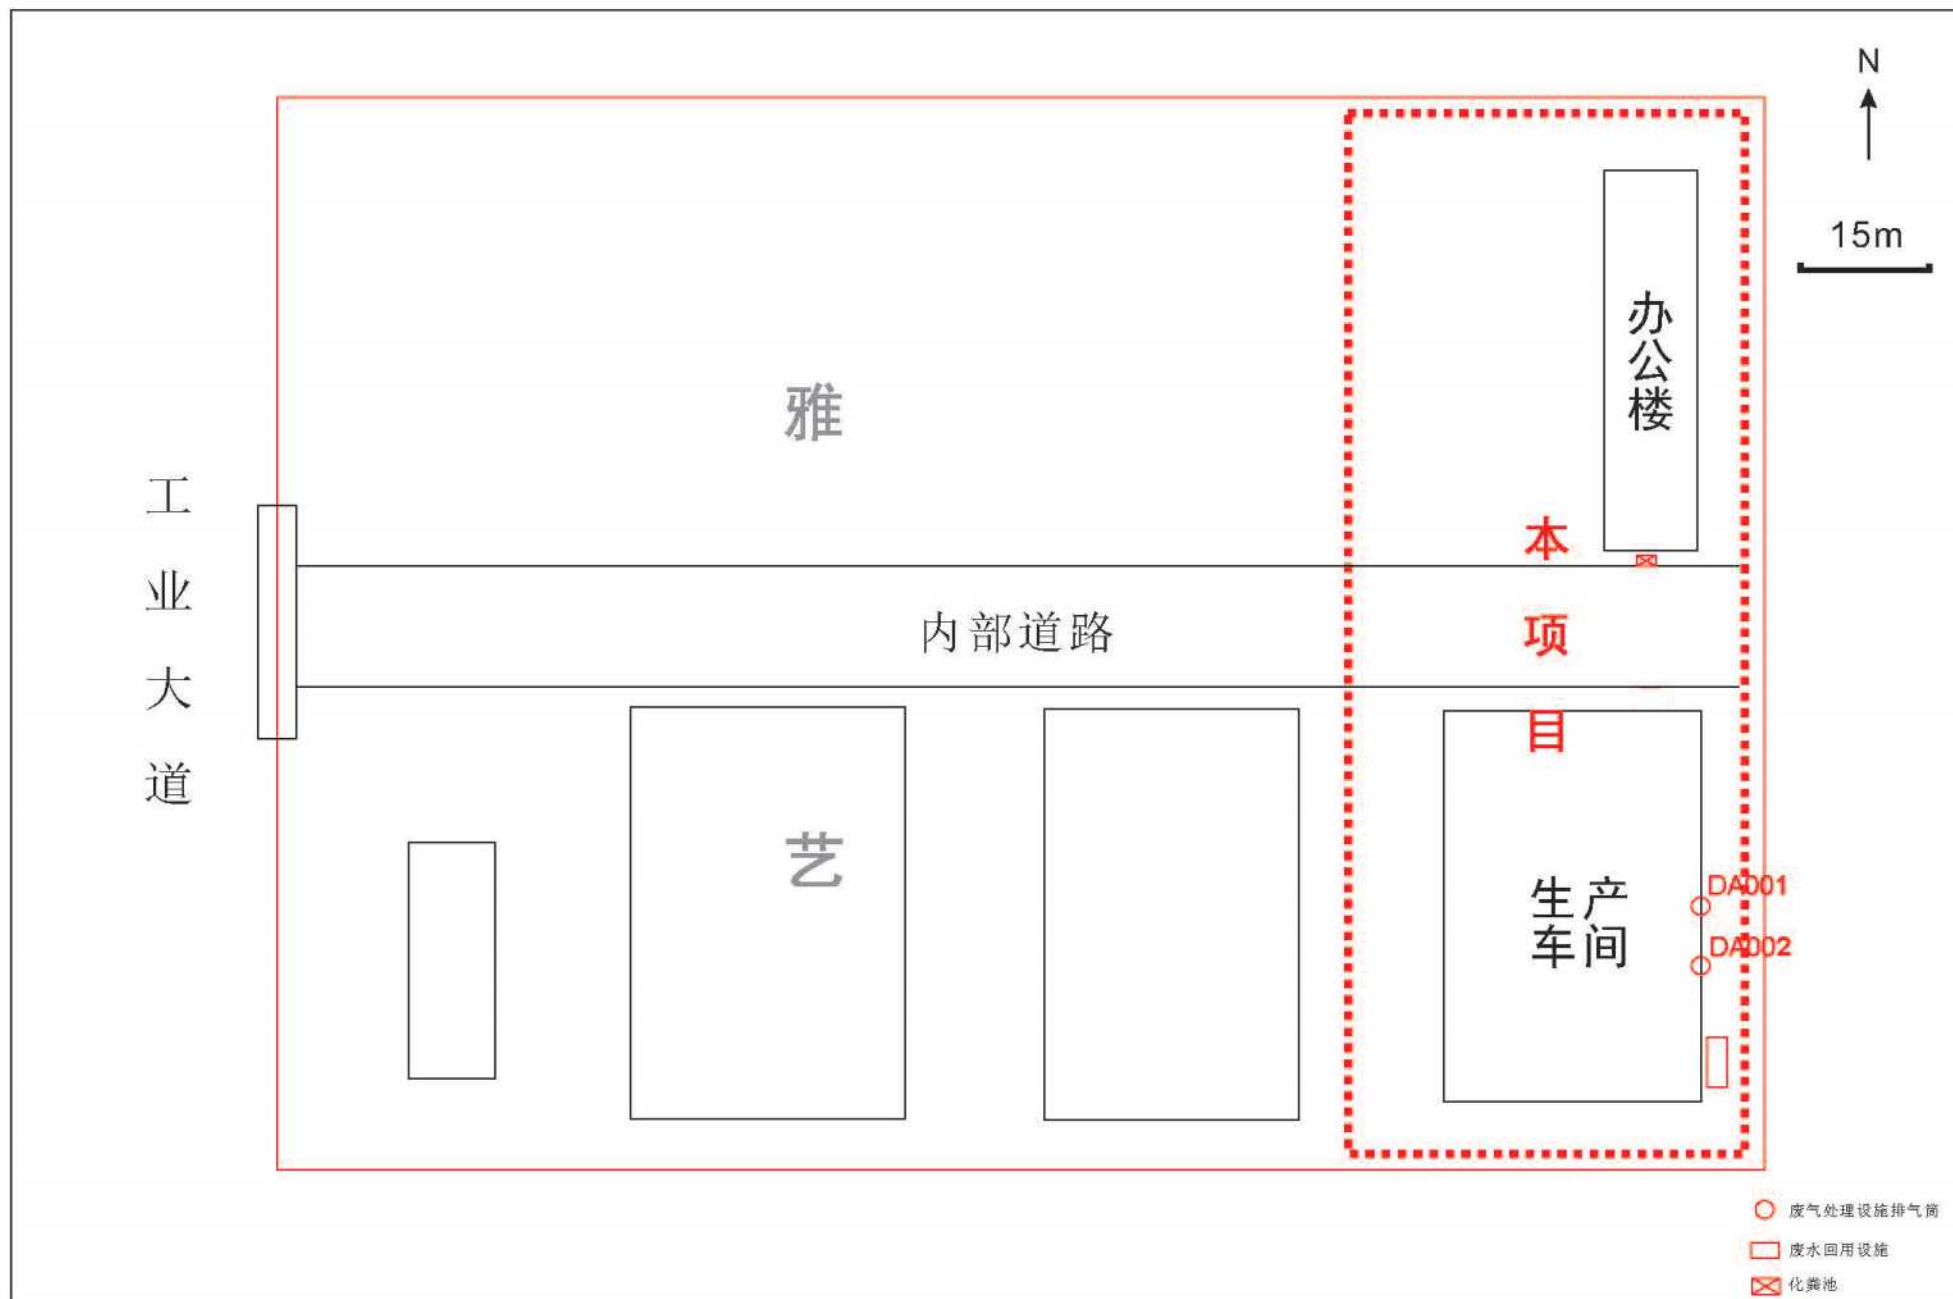 N
15m
办公楼
雅
工业大道
本项目
内部道路
艺
生产
车间
DA001
DA002
废气处理设施排气筒
废水回用设施
化粪池